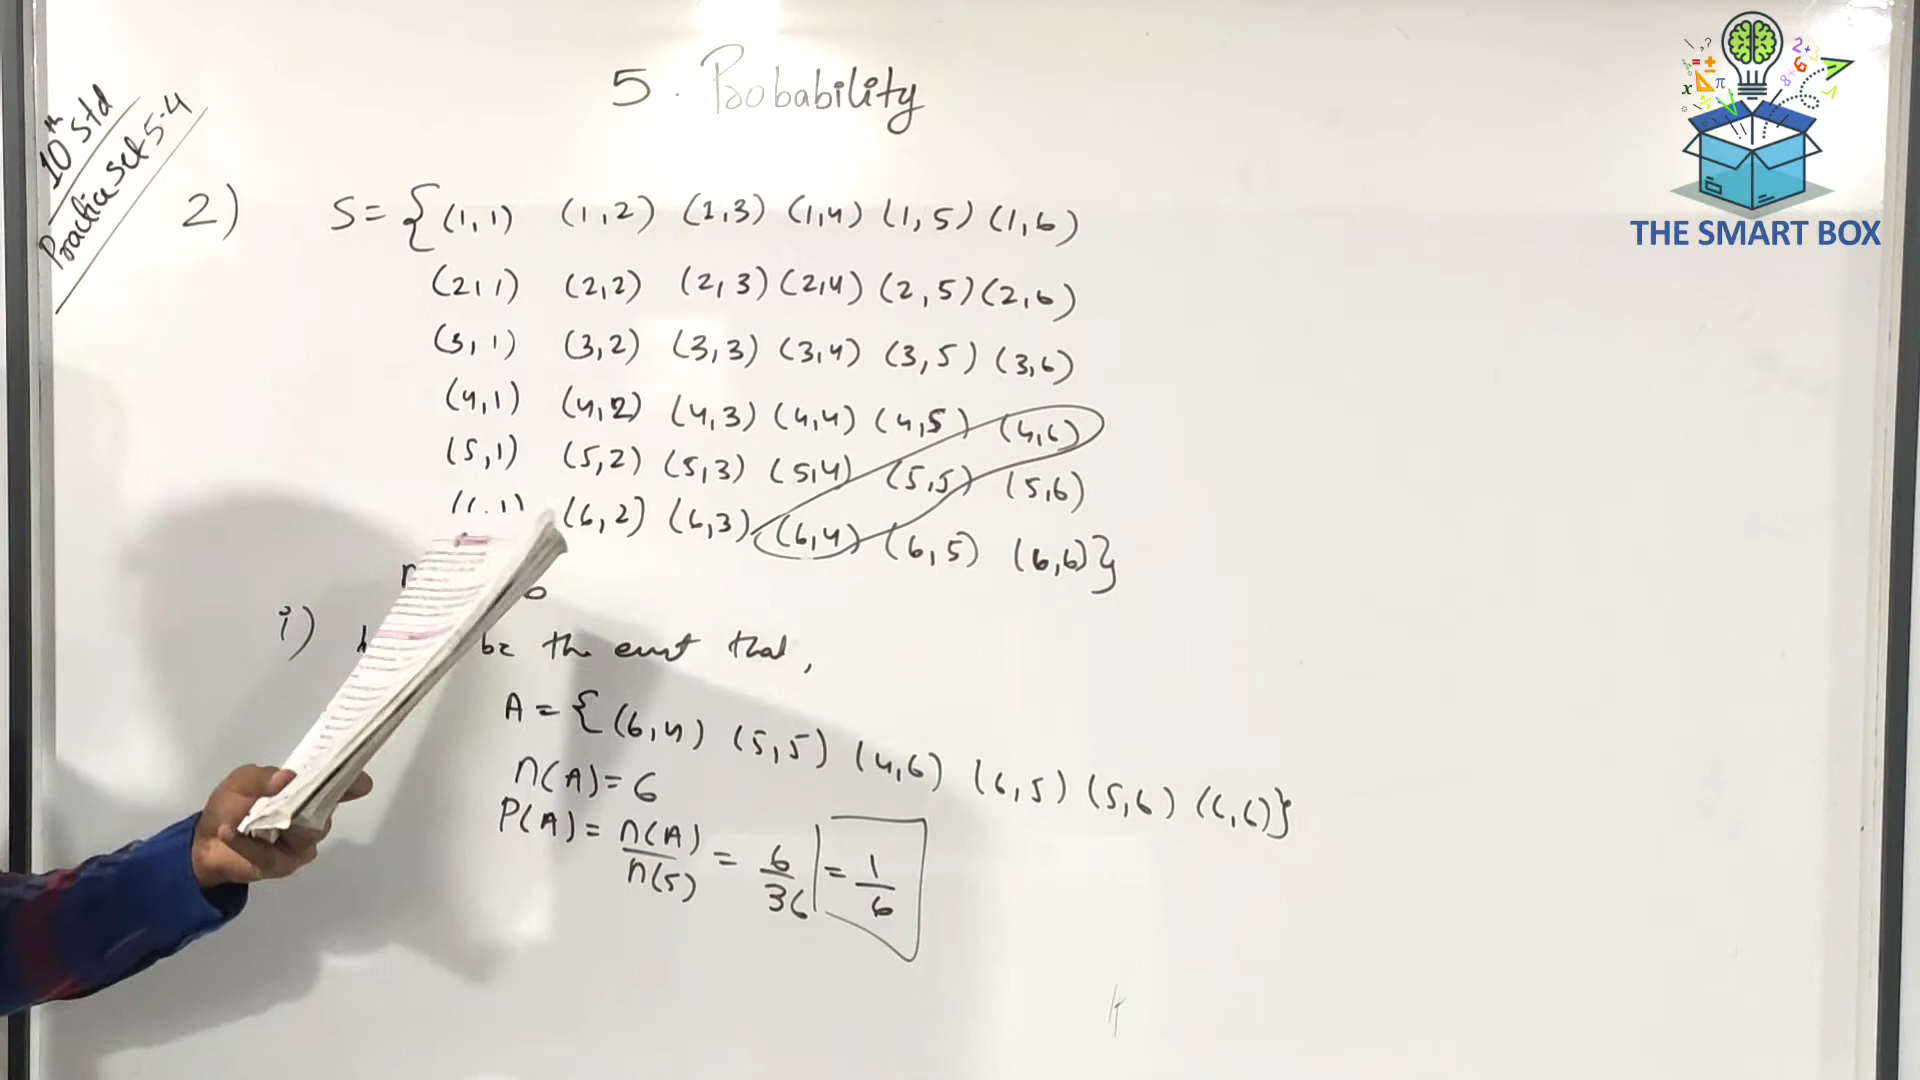 5. Probability
10th std
Practice set 5.4
2) S = { (1,1) (1,2) (1,3) (1,4) (1,5) (1,6)
(2,1) (2,2) (2,3) (2,4) (2,5) (2,6)
(3,1) (3,2) (3,3) (3,4) (3,5) (3,6)
(4,1) (4,2) (4,3) (4,4) (4,5) (4,6)
(5,1) (5,2) (5,3) (5,4) (5,5) (5,6)
(6,2) (6,3) (6,4) (6,5) (6,6) }
i) be the event that,
A = { (6,4) (5,5) (4,6) (6,5) (5,6) (6,6) }
n(A) = 6
P(A) = n(A)/n(S) = 6/36 = 1/6
THE SMART BOX